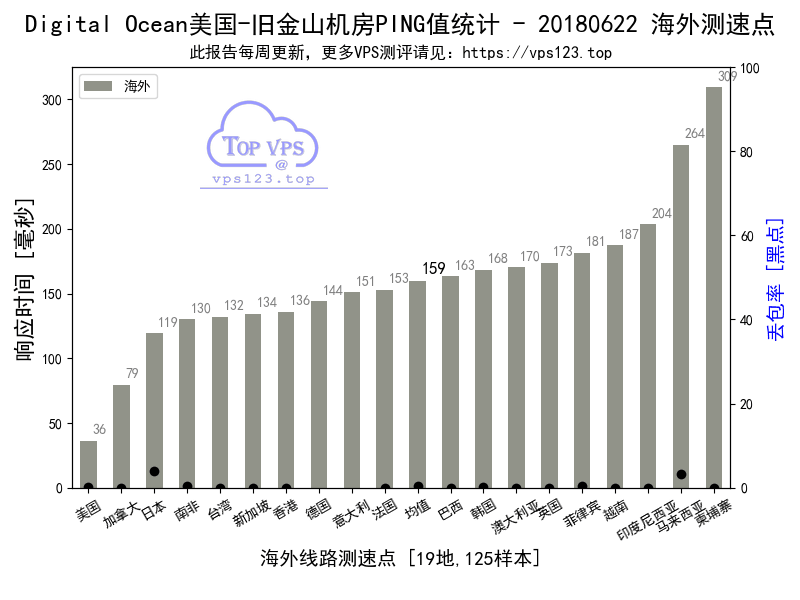 Digital Ocean美国-旧金山机房PING值统计 - 20180622 海外测速点
此报告每周更新，更多VPS测评请见：https://vps123.top
海外
TOP VPS
@
vps123.top
响应时间 [毫秒]
300
250
200
150
100
50
0
36
79
119
130
132
134
136
144
151
153
159
163
168
170
173
181
187
204
264
309
100
80
60
40
20
0
丢包率 [黑点]
美国
加拿大
日本
南非
台湾
新加坡
香港
德国
意大利
法国
均值
巴西
韩国
澳大利亚
英国
菲律宾
越南
印度尼西亚
马来西亚
柬埔寨
海外线路测速点 [19地,125样本]